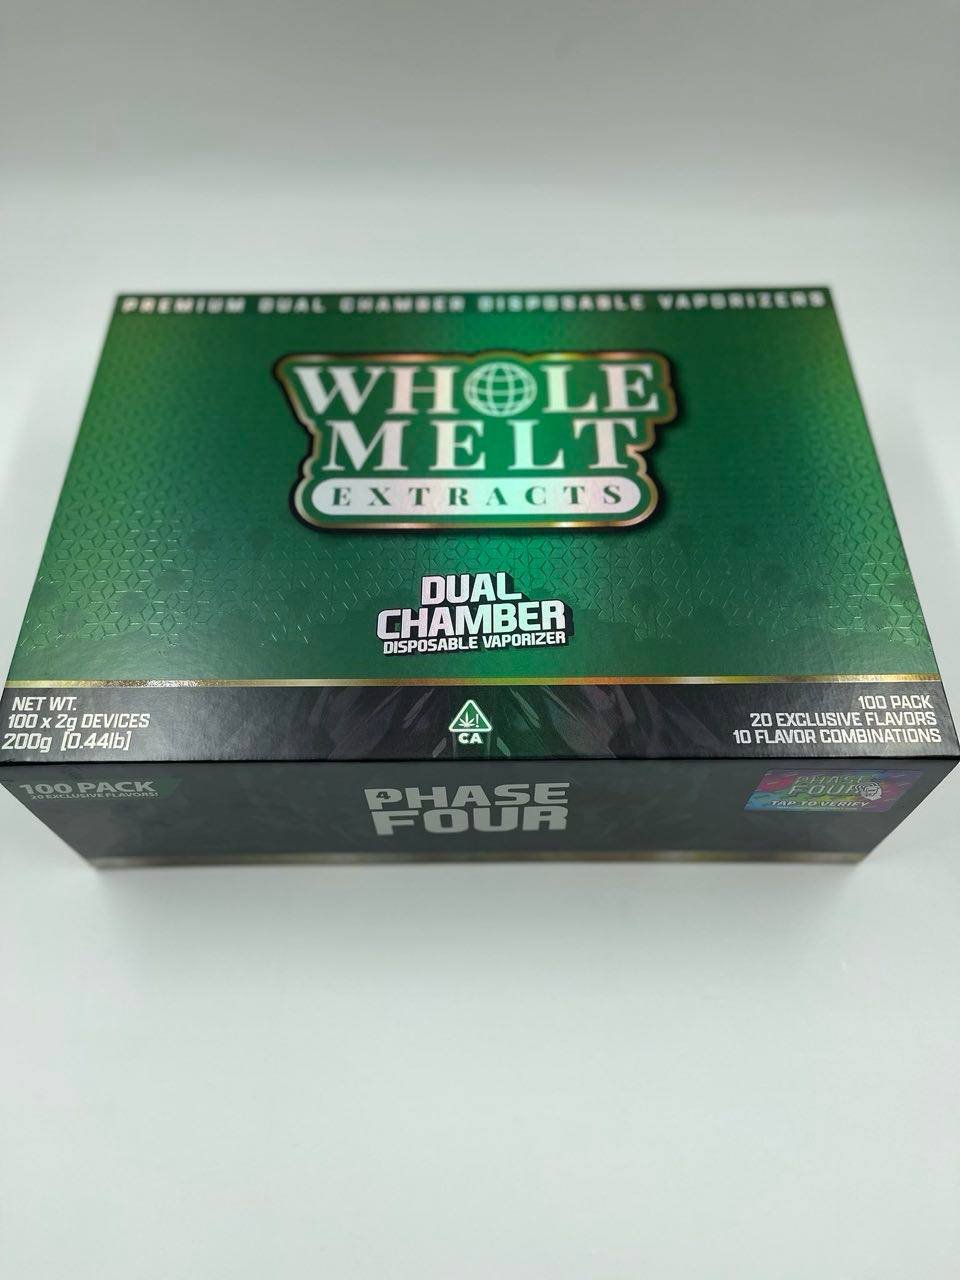 PREMIUM DUAL CHAMBER DISPOSABLE VAPORIZERS
WHOLE
MELT
EXTRACTS
DUAL
CHAMBER
DISPOSABLE VAPORIZER
NET WT.
100 x 2g DEVICES
200g [0.44lb]
CA
100 PACK
20 EXCLUSIVE FLAVORS
10 FLAVOR COMBINATIONS
100 PACK
20 EXCLUSIVE FLAVORS!
4 PHASE
FOUR
PHASE
FOUR
TAP TO VERIFY